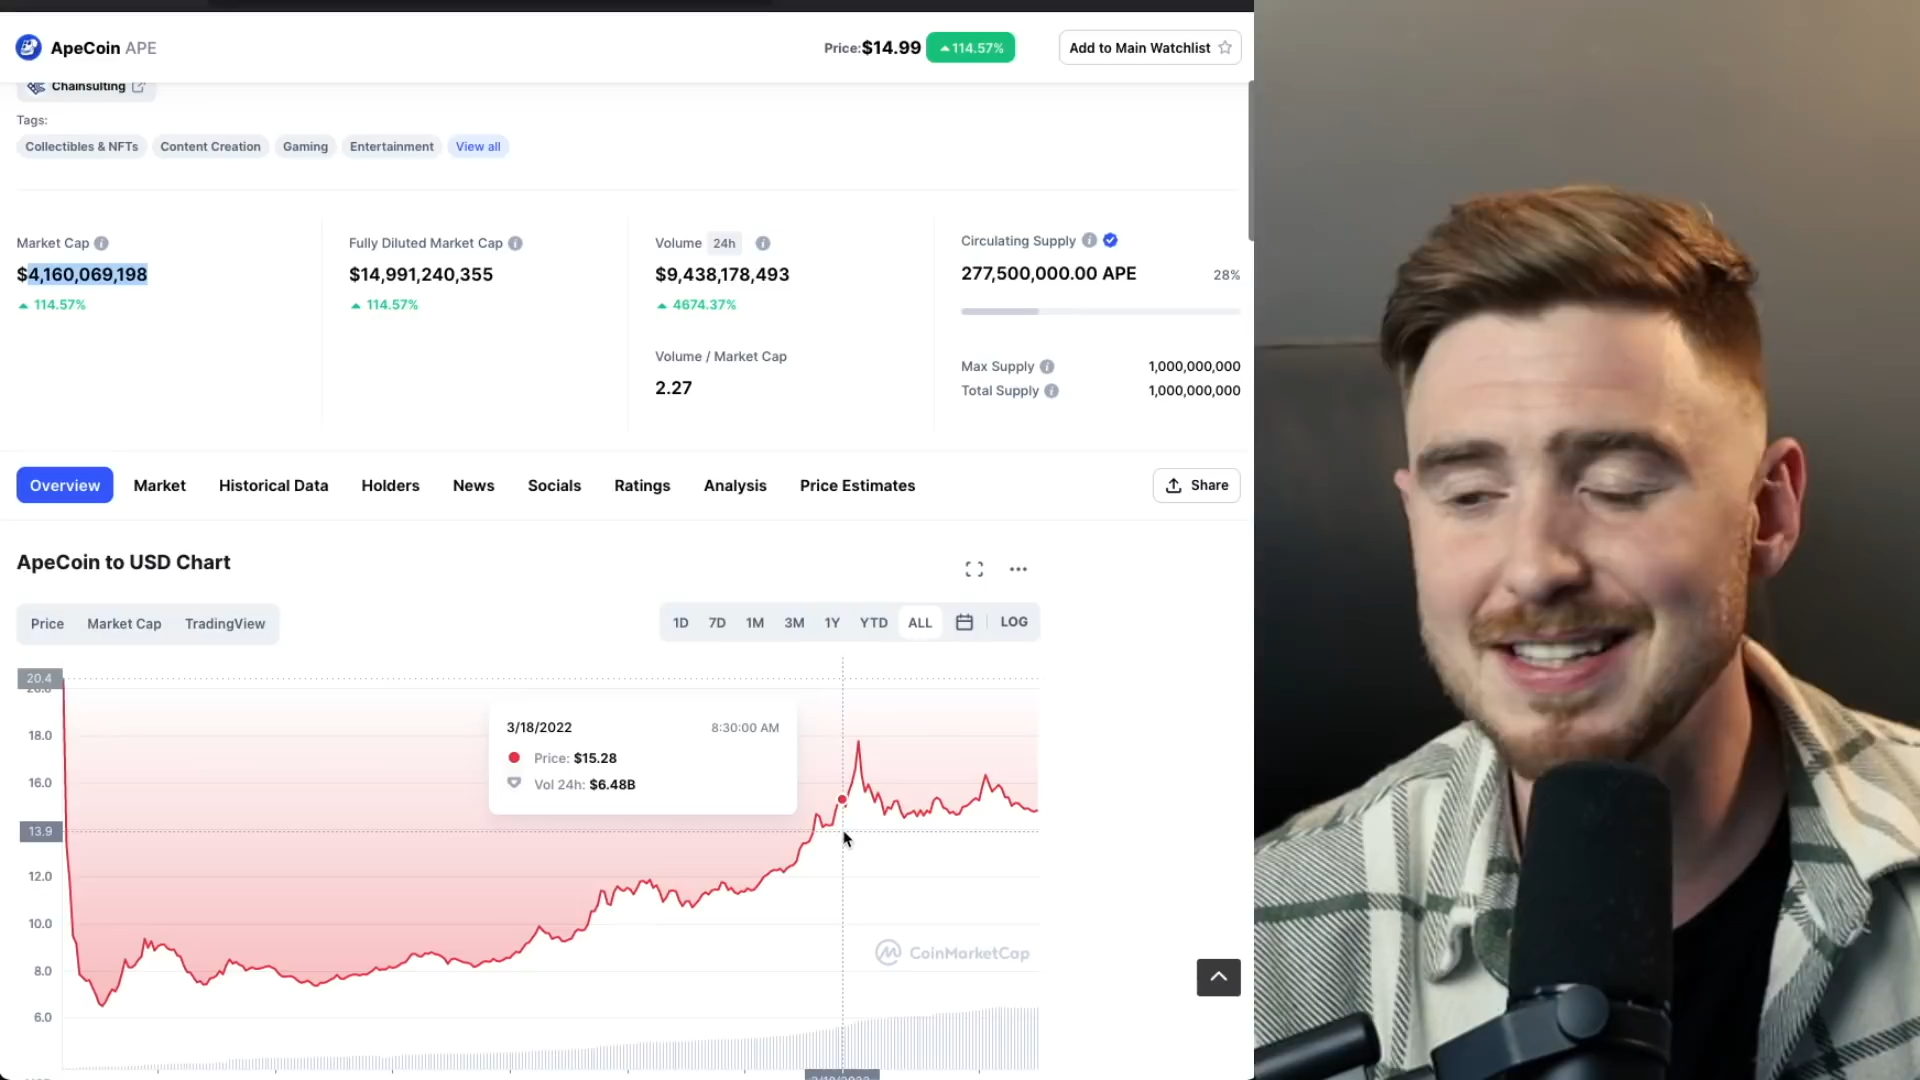 ApeCoin APE
Price:$14.99 114.57% Add to Main Watchlist
Chainsulting
Tags:
Collectibles & NFTs Content Creation Gaming Entertainment View all
Market Cap Fully Diluted Market Cap Volume 24h Circulating Supply
$4,160,069,198 $14,991,240,355 $9,438,178,493 277,500,000.00 APE 28%
114.57% 114.57% 4674.37%
Volume / Market Cap
2.27
Max Supply 1,000,000,000
Total Supply 1,000,000,000
Overview Market Historical Data Holders News Socials Ratings Analysis Price Estimates Share
ApeCoin to USD Chart
Price Market Cap TradingView 1D 7D 1M 3M 1Y YTD ALL LOG
20.4
18.0
16.0
13.9
12.0
10.0
8.0
6.0
3/18/2022 8:30:00 AM
Price: $15.28
Vol 24h: $6.48B
CoinMarketCap